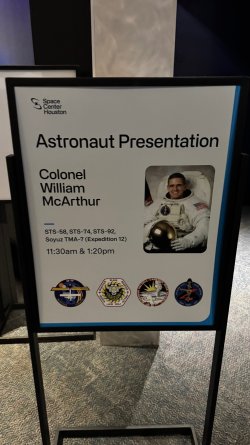 Space
Center
Houston
Astronaut Presentation
Colonel
William
McArthur
STS-58, STS-74, STS-92,
Soyuz TMA-7 (Expedition 12)
11:30am & 1:20pm